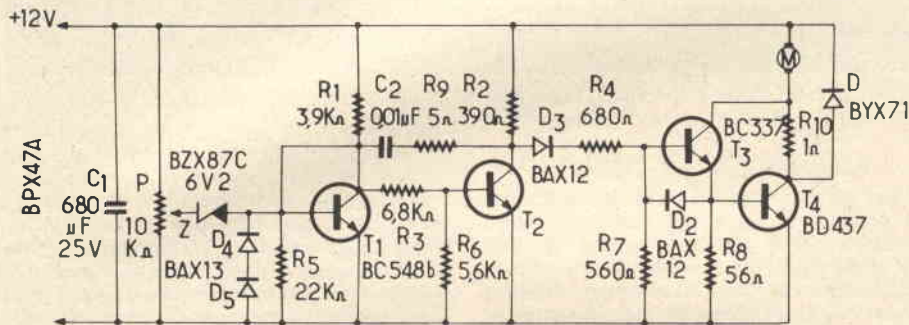 +12V
BPX47A
C1
680
μF
25V
P
10
KΩ
BZX87C
6V2
Z
D4
BAX13
D5
R1
3,9KΩ
C2
0,01μF
R9
5Ω
R2
390Ω
R5
22KΩ
6,8KΩ
R3
T1
BC548b
R6
5,6KΩ
T2
D3
BAX12
R4
680Ω
R7
560Ω
BC337
T3
D2
BAX
12
R8
56Ω
M
R10
1Ω
D
BYX71
T4
BD437